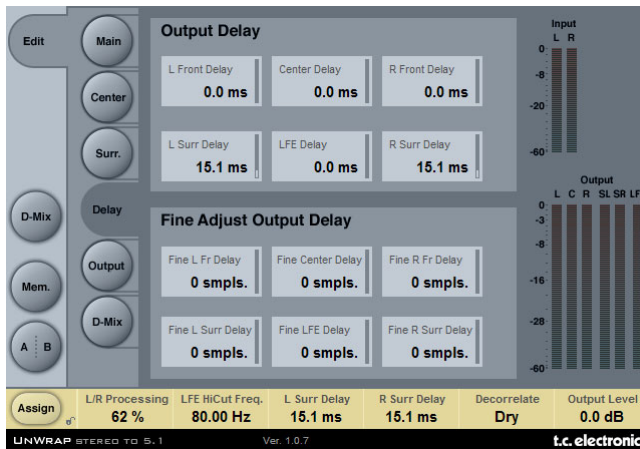 Edit
Main
Center
Surr.
Delay
Output
D-Mix
D-Mix
Mem.
A B
Output Delay
L Front Delay Center Delay R Front Delay
0.0 ms 0.0 ms 0.0 ms
L Surr Delay LFE Delay R Surr Delay
15.1 ms 0.0 ms 15.1 ms
Fine Adjust Output Delay
Fine L Fr Delay Fine Center Delay Fine R Fr Delay
0 smpls. 0 smpls. 0 smpls.
Fine L Surr Delay Fine LFE Delay Fine R Surr Delay
0 smpls. 0 smpls. 0 smpls.
Input
L R
0
-8
-20
-60
Output
L C R SL SR LF
0
-3
-8
-16
-28
-60
Assign
L/R Processing LFE HiCut Freq. L Surr Delay R Surr Delay Decorrelate Output Level
62 % 80.00 Hz 15.1 ms 15.1 ms Dry 0.0 dB
UNWRAP STEREO TO 5.1 Ver. 1.0.7 t.c. electronic